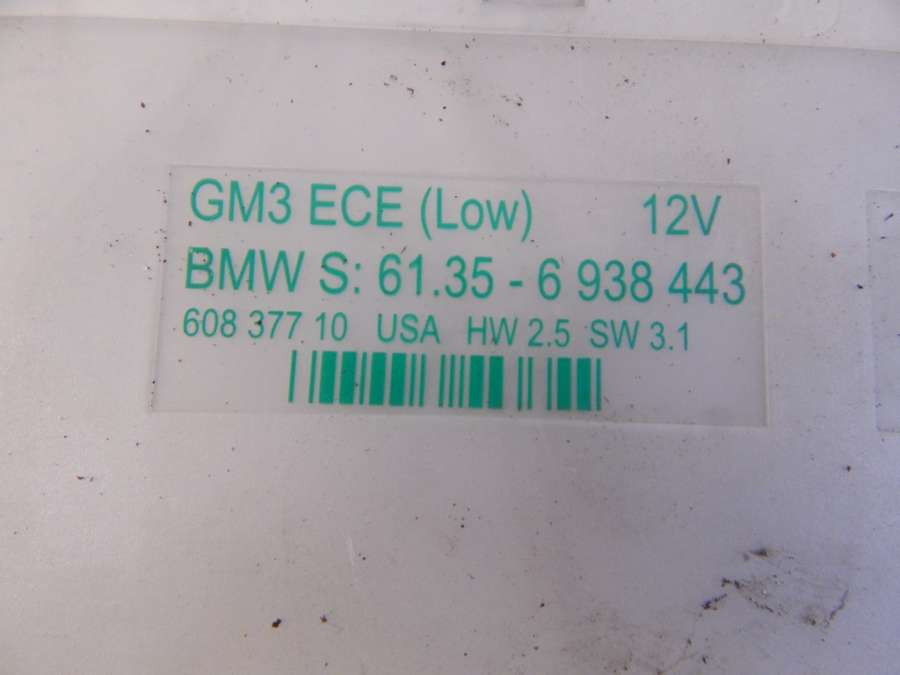 GM3 ECE (Low) 12V
BMW S: 61.35 - 6 938 443
608 377 10 USA HW 2.5 SW 3.1